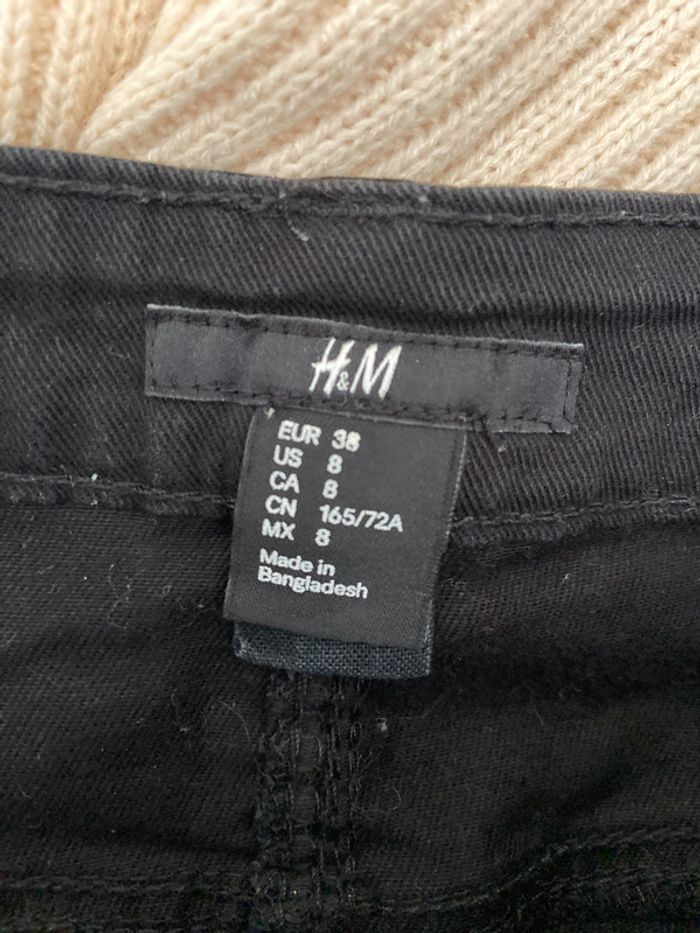 H&M
EUR 38
US 8
CA 8
CN 165/72A
MX 8
Made in
Bangladesh